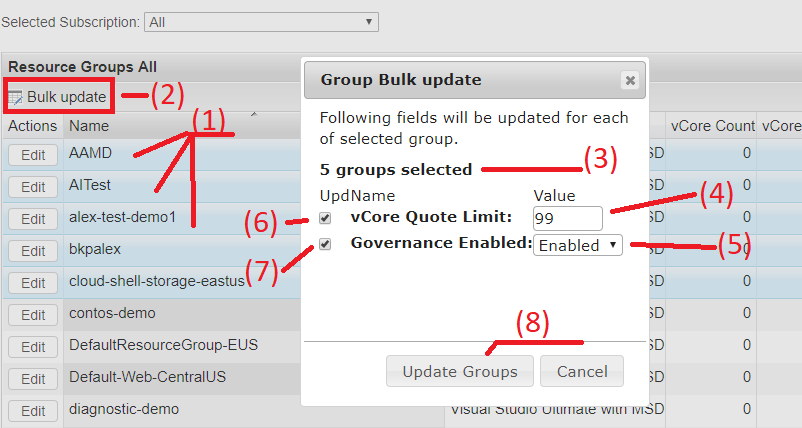 Selected Subscription: All
Resource Groups All
Bulk update (2)
Actions Name (1) vCore Count vCore
Edit AAMD SD 0
Edit AITest SD 0
Edit alex-test-demo1 SD 0
Edit bkpalex SD 0
Edit cloud-shell-storage-eastus SD 0
Edit contos-demo SD 0
Edit DefaultResourceGroup-EUS SD 0
Edit Default-Web-CentralUS SD 0
Edit diagnostic-demo Visual Studio Ultimate with MSD 0
Group Bulk update
Following fields will be updated for each
of selected group.
5 groups selected (3)
UpdName Value
(6) vCore Quote Limit: 99 (4)
(7) Governance Enabled: Enabled (5)
(8)
Update Groups Cancel